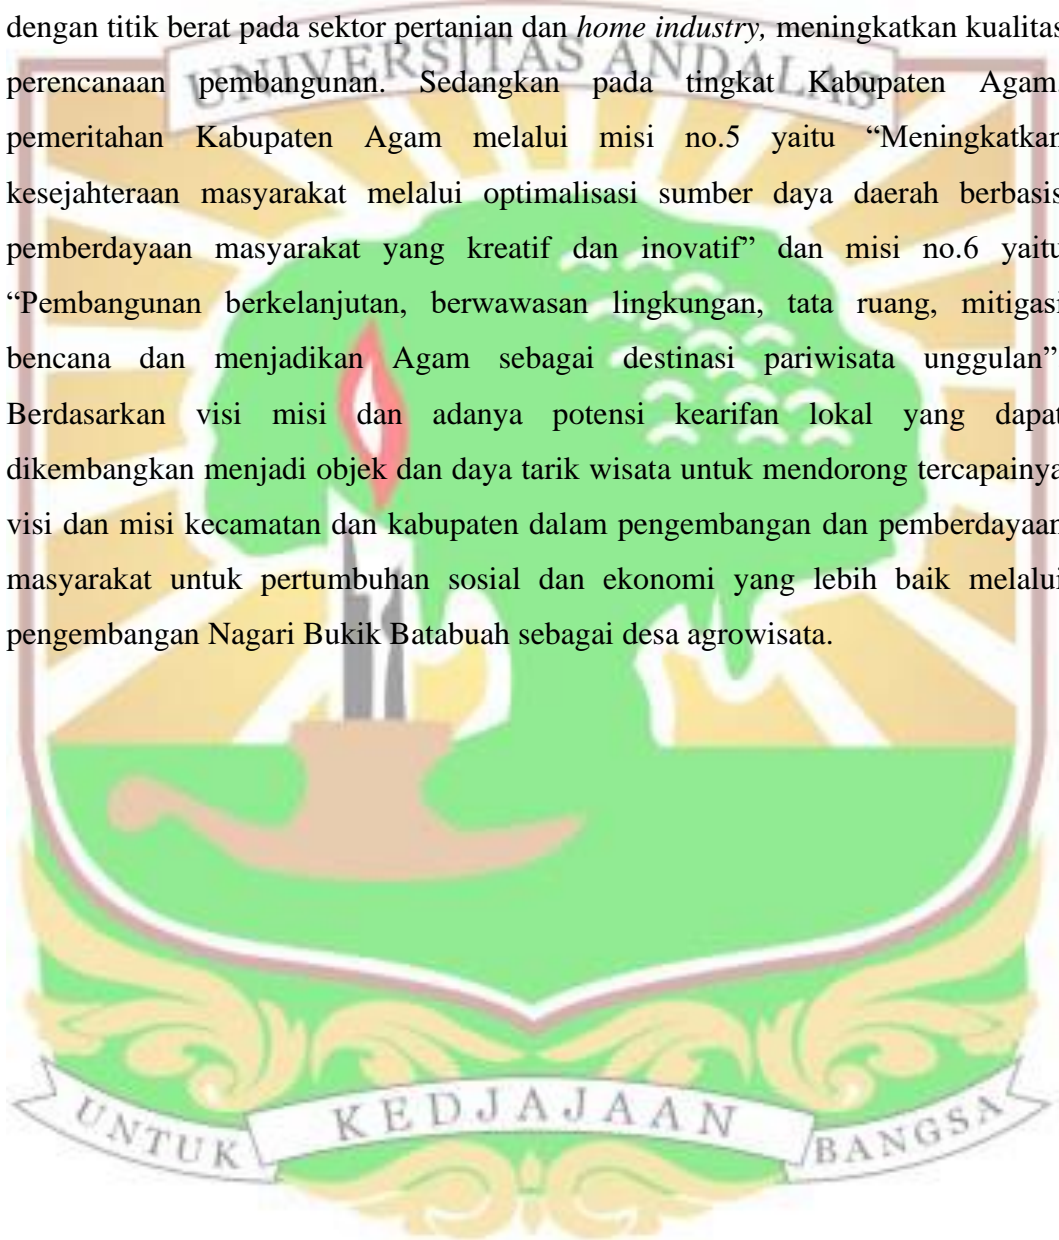 dengan titik berat pada sektor pertanian dan home industry, meningkatkan kualitas
UNIVERSITAS ANDALAS
perencanaan pembangunan. Sedangkan pada tingkat Kabupaten Agam,
pemeritahan Kabupaten Agam melalui misi no.5 yaitu “Meningkatkan
kesejahteraan masyarakat melalui optimalisasi sumber daya daerah berbasis
pemberdayaan masyarakat yang kreatif dan inovatif” dan misi no.6 yaitu
“Pembangunan berkelanjutan, berwawasan lingkungan, tata ruang, mitigasi
bencana dan menjadikan Agam sebagai destinasi pariwisata unggulan”
Berdasarkan visi misi dan adanya potensi kearifan lokal yang dapat
dikembangkan menjadi objek dan daya tarik wisata untuk mendorong tercapainya
visi dan misi kecamatan dan kabupaten dalam pengembangan dan pemberdayaan
masyarakat untuk pertumbuhan sosial dan ekonomi yang lebih baik melalui
pengembangan Nagari Bukik Batabuah sebagai desa agrowisata.
UNTUK KEDJAJAAN BANGSA